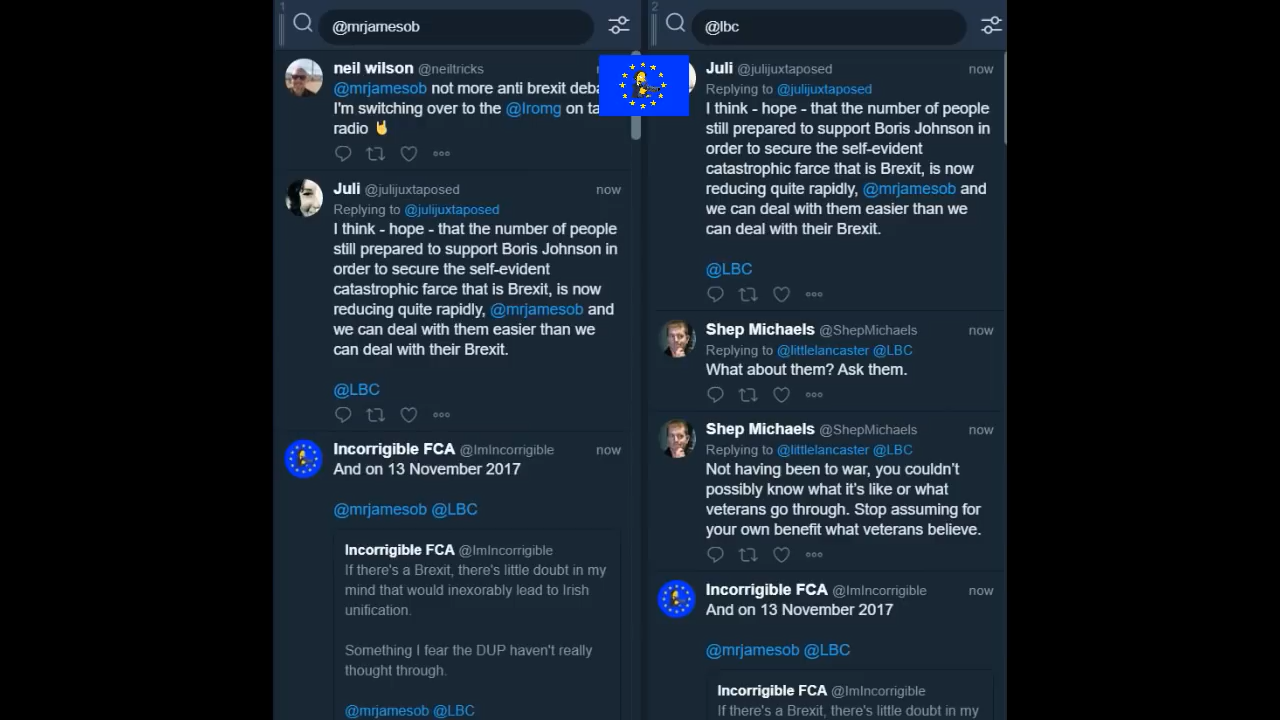 1
@mrjamesob
neil wilson @neiltricks
@mrjamesob not more anti brexit deba
I'm switching over to the @Iromg on ta
radio 🤘
Juli @julijuxtaposed now
Replying to @julijuxtaposed
I think - hope - that the number of people
still prepared to support Boris Johnson in
order to secure the self-evident
catastrophic farce that is Brexit, is now
reducing quite rapidly, @mrjamesob and
we can deal with them easier than we
can deal with their Brexit.
@LBC
Incorrigible FCA @ImIncorrigible now
And on 13 November 2017
@mrjamesob @LBC
Incorrigible FCA @ImIncorrigible
If there's a Brexit, there's little doubt in my
mind that would inexorably lead to Irish
unification.
Something I fear the DUP haven't really
thought through.
@mrjamesob @LBC
2
@lbc
Juli @julijuxtaposed now
Replying to @julijuxtaposed
I think - hope - that the number of people
still prepared to support Boris Johnson in
order to secure the self-evident
catastrophic farce that is Brexit, is now
reducing quite rapidly, @mrjamesob and
we can deal with them easier than we
can deal with their Brexit.
@LBC
Shep Michaels @ShepMichaels now
Replying to @littlelancaster @LBC
What about them? Ask them.
Shep Michaels @ShepMichaels now
Replying to @littlelancaster @LBC
Not having been to war, you couldn't
possibly know what it's like or what
veterans go through. Stop assuming for
your own benefit what veterans believe.
Incorrigible FCA @ImIncorrigible now
And on 13 November 2017
@mrjamesob @LBC
Incorrigible FCA @ImIncorrigible
If there's a Brexit, there's little doubt in my